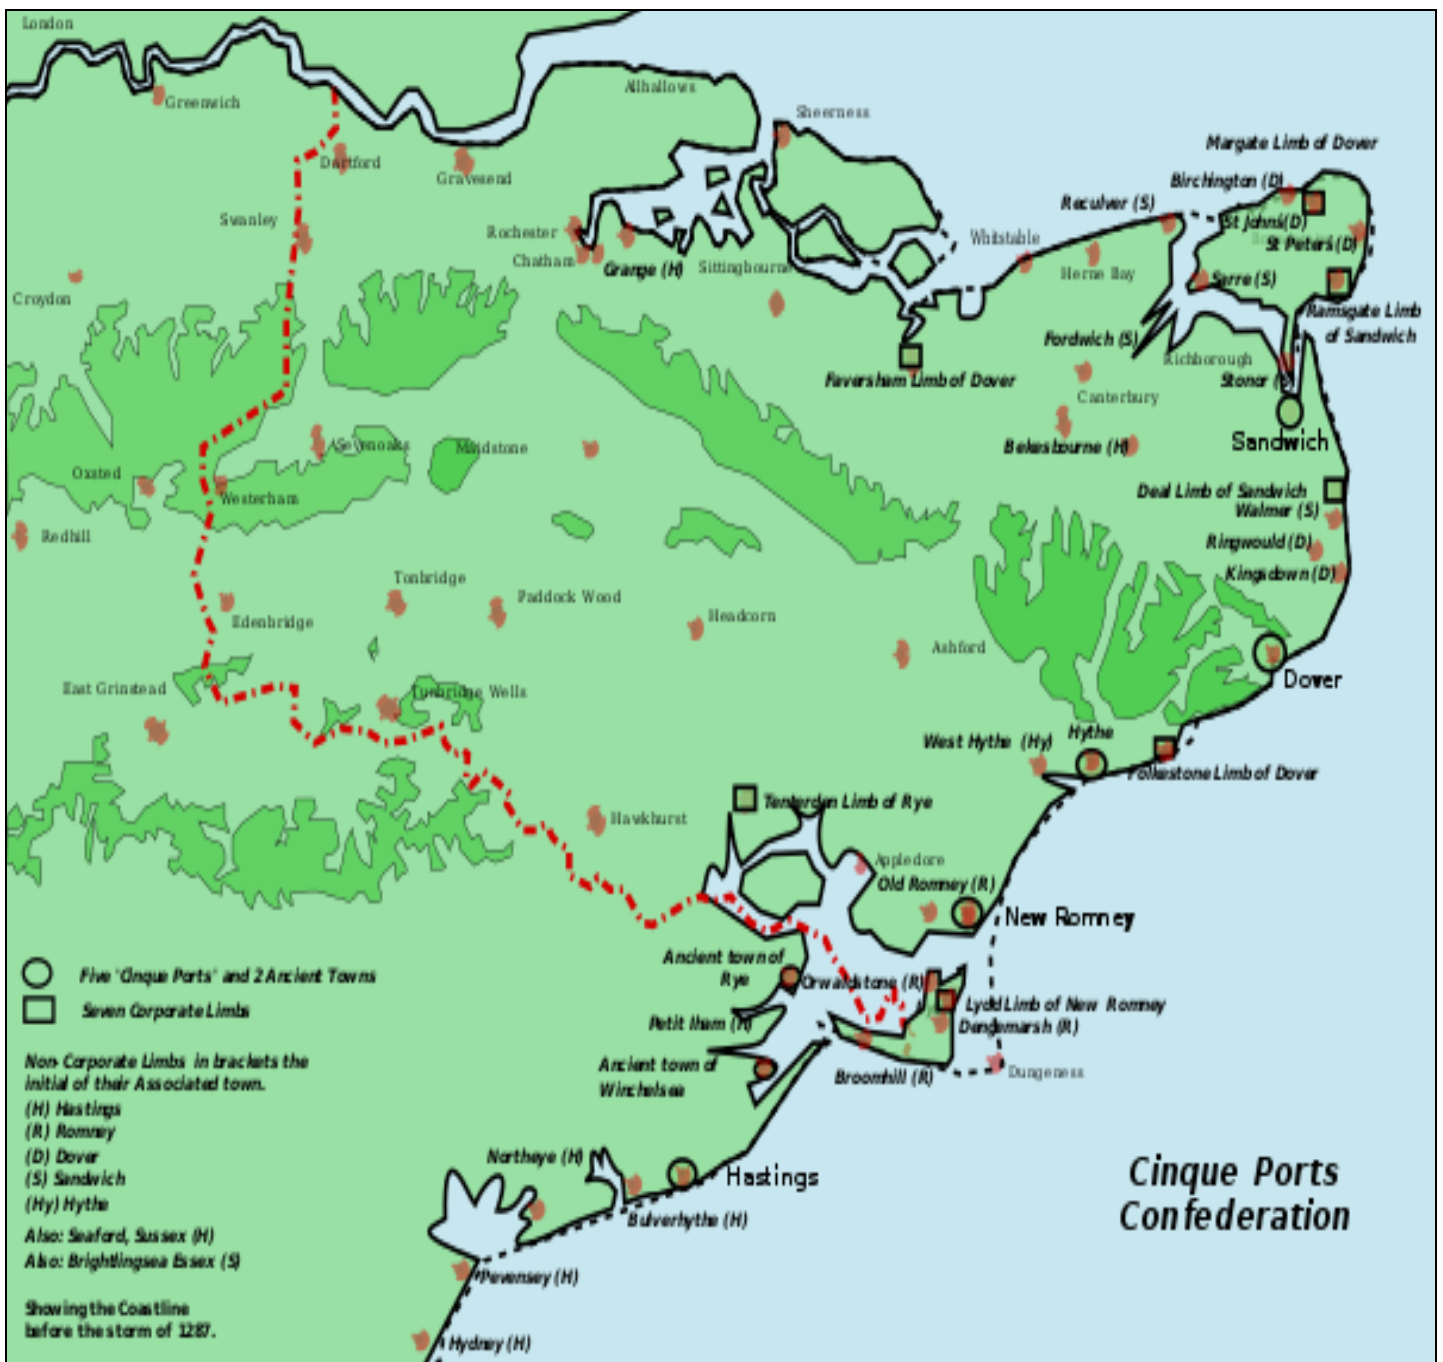 London
Greenwich
Dartford
Gravesend
Allhallows
Sheerness
Swanley
Croydon
Rochester
Chatham
Grange (H)
Sittingbourne
Whitstable
Reculver (S)
Herne Bay
Margate Limb of Dover
Birchington (D)
St Johns(D)
St Peters (D)
Sarre (S)
Ramsgate Limb
of Sandwich
Fordwich (S)
Richborough
Stonar (S)
Faversham Limb of Dover
Canterbury
Bekesbourne (H)
Sandwich
Sevenoaks
Maidstone
Oxsted
Westerham
Redhill
Deal Limb of Sandwich
Walmer (S)
Ringwould (D)
Kingsdown (D)
Tonbridge
Paddock Wood
Headcorn
Edenbridge
Ashford
East Grinstead
Tunbridge Wells
Dover
West Hythe (Hy)
Hythe
Folkestone Limb of Dover
Tenterden Limb of Rye
Hawkhurst
Appledore
Old Romney (R)
New Romney
Ancient town of
Rye
Orwaldstone (R)
Lydd Limb of New Romney
Dengemarsh (R)
Petit Iham (H)
Ancient town of
Winchelsea
Broomhill (R)
Dungeness
Northeye (H)
Hastings
Bulverhythe (H)
Pevensey (H)
Hydney (H)
Five 'Cinque Ports' and 2 Ancient Towns
Seven Corporate Limbs
Non- Corporate Limbs in brackets the
initial of their Associated town.
(H) Hastings
(R) Romney
(D) Dover
(S) Sandwich
(Hy) Hythe
Also: Seaford, Sussex (H)
Also: Brightlingsea Essex (S)
Showing the Coastline
before the storm of 1287.
Cinque Ports
Confederation